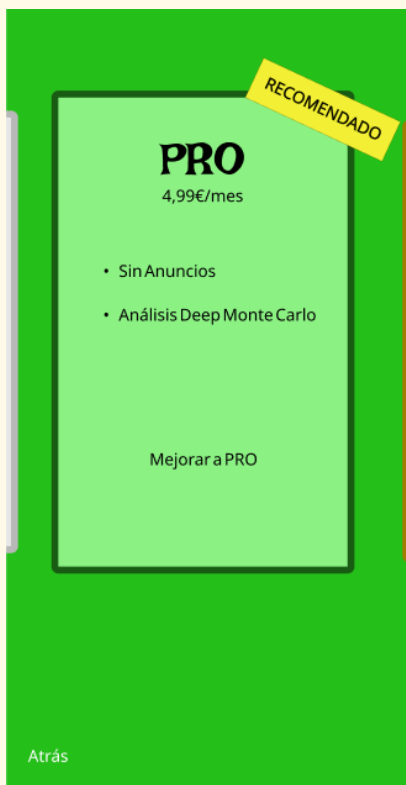 RECOMENDADO
PRO
4,99€/mes
• Sin Anuncios
• Análisis Deep Monte Carlo
Mejorar a PRO
Atrás